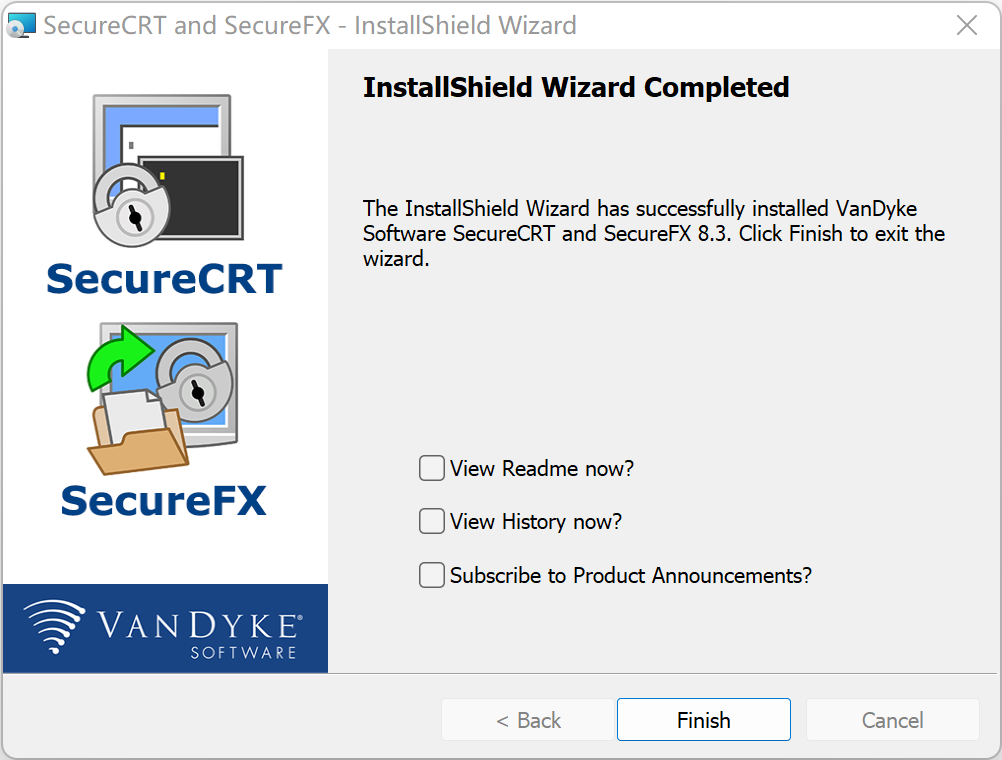 SecureCRT and SecureFX - InstallShield Wizard
SecureCRT
SecureFX
VANDYKE®
SOFTWARE
InstallShield Wizard Completed
The InstallShield Wizard has successfully installed VanDyke
Software SecureCRT and SecureFX 8.3. Click Finish to exit the
wizard.
View Readme now?
View History now?
Subscribe to Product Announcements?
< Back
Finish
Cancel